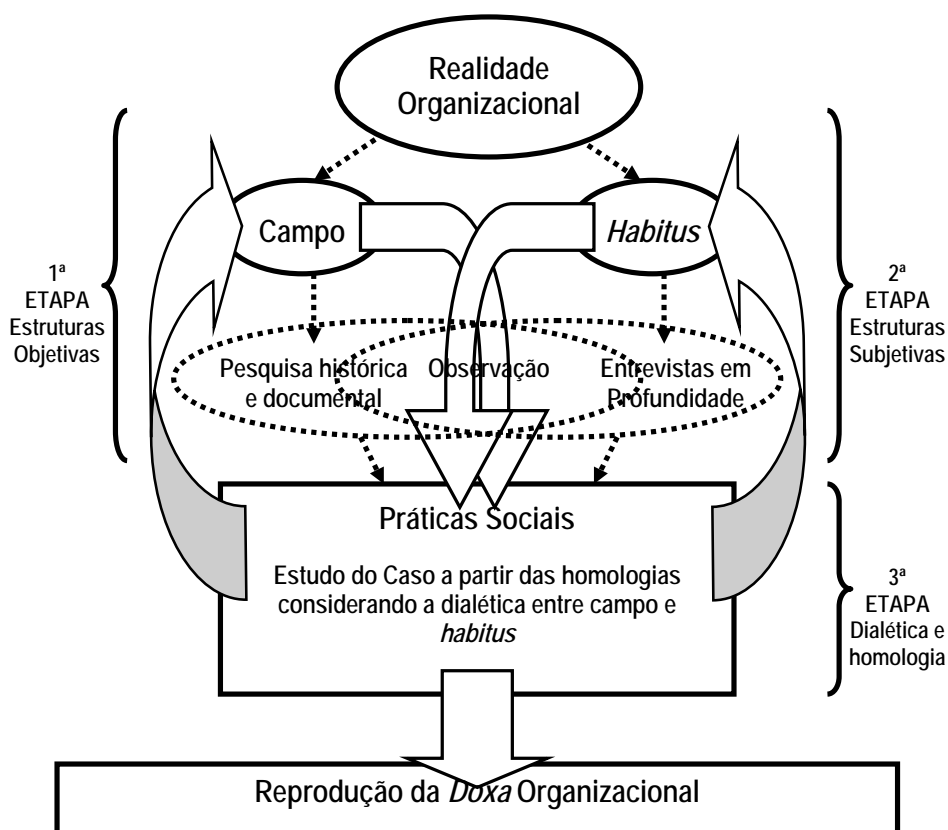 Realidade
Organizacional
Campo
Habitus
1ª
ETAPA
Estruturas
Objetivas
2ª
ETAPA
Estruturas
Subjetivas
Pesquisa histórica
e documental
Observação
Entrevistas em
Profundidade
Práticas Sociais
Estudo do Caso a partir das homologias
considerando a dialética entre campo e
habitus
3ª
ETAPA
Dialética e
homologia
Reprodução da Doxa Organizacional